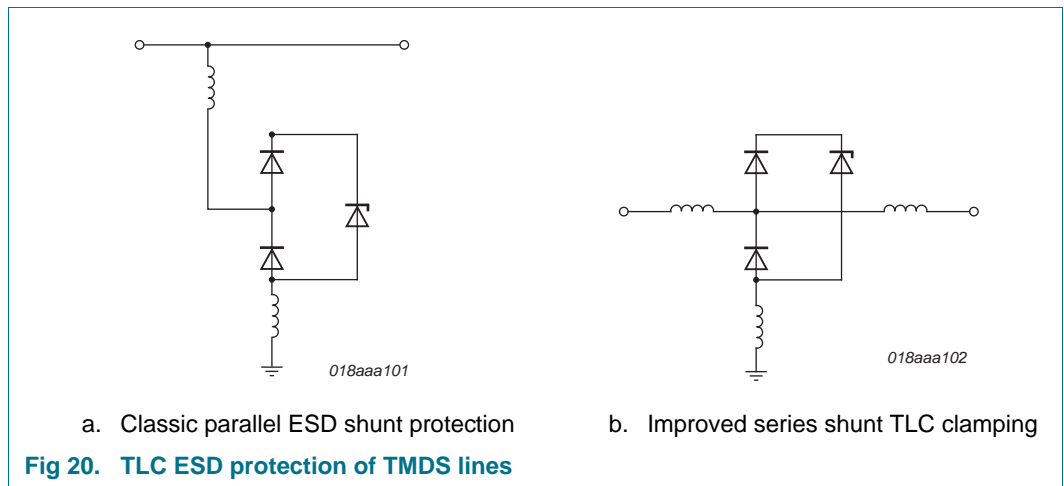 018aaa101
018aaa102
a. Classic parallel ESD shunt protection
b. Improved series shunt TLC clamping
Fig 20. TLC ESD protection of TMDS lines